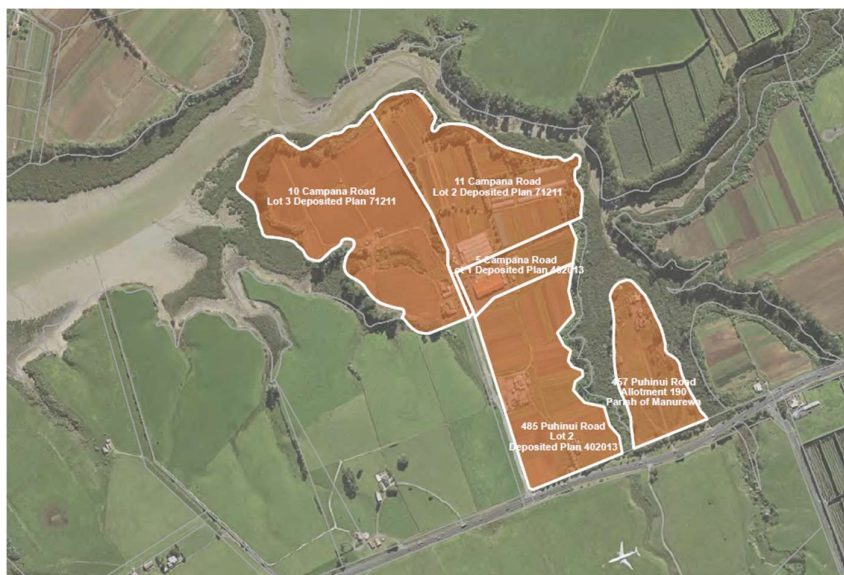 10 Campana Road
Lot 3 Deposited Plan 71211
11 Campana Road
Lot 2 Deposited Plan 71211
5 Campana Road
Lot 1 Deposited Plan 402013
457 Puhinui Road
Allotment 190
Parish of Manurewa
485 Puhinui Road
Lot 2
Deposited Plan 402013